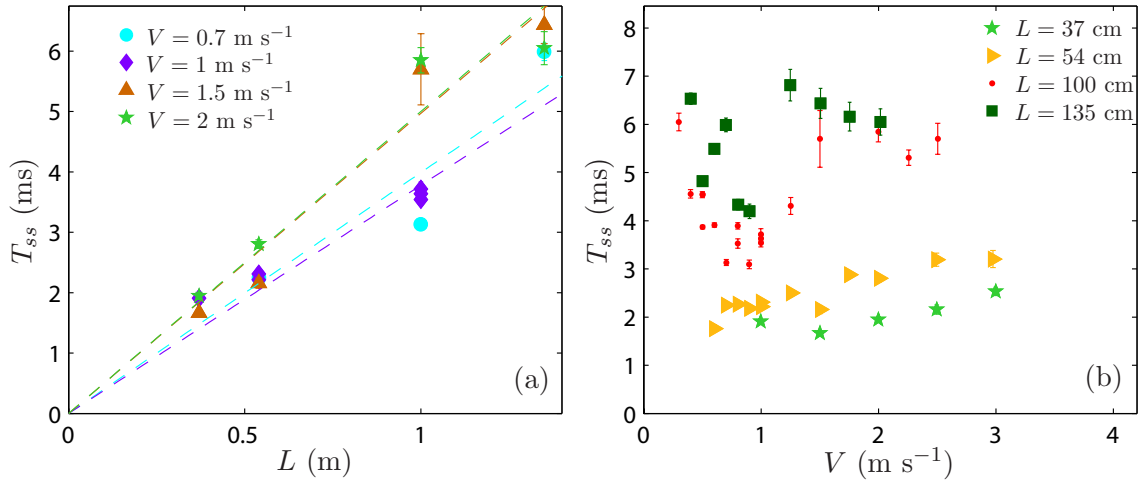 V = 0.7 m s⁻¹
V = 1 m s⁻¹
V = 1.5 m s⁻¹
V = 2 m s⁻¹
6
5
4
3
2
1
0
T_ss (ms)
(a)
0
0.5
1
L (m)
L = 37 cm
L = 54 cm
L = 100 cm
L = 135 cm
8
7
6
5
4
3
2
1
0
T_ss (ms)
(b)
0
1
2
3
4
V (m s⁻¹)